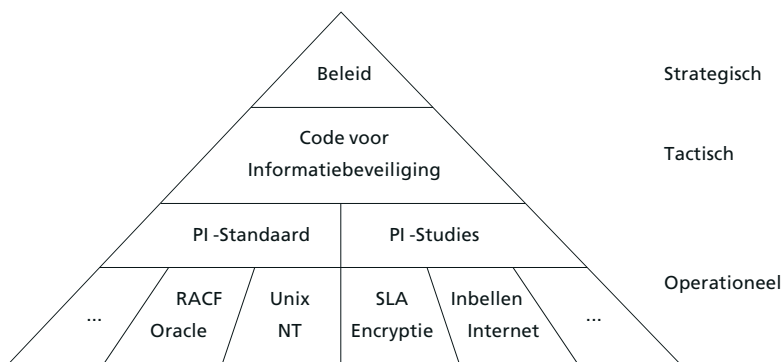 Beleid
Strategisch
Code voor
Informatiebeveiliging
Tactisch
PI -Standaard
PI -Studies
Operationeel
...
RACF
Oracle
Unix
NT
SLA
Encryptie
Inbellen
Internet
...